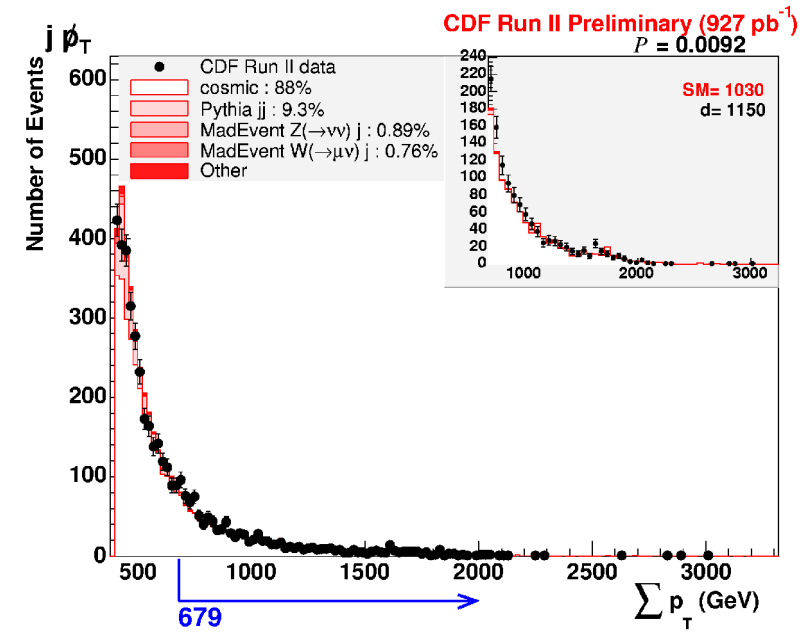 j p̸T
CDF Run II Preliminary (927 pb-1)
P = 0.0092
Number of Events
600
500
400
300
200
100
0
CDF Run II data
cosmic : 88%
Pythia jj : 9.3%
MadEvent Z(→νν) j : 0.89%
MadEvent W(→μν) j : 0.76%
Other
240
220
200
180
160
140
120
100
80
60
40
20
0
SM= 1030
d= 1150
1000 2000 3000
500 1000 1500 2000 2500 3000
679
∑ pT (GeV)